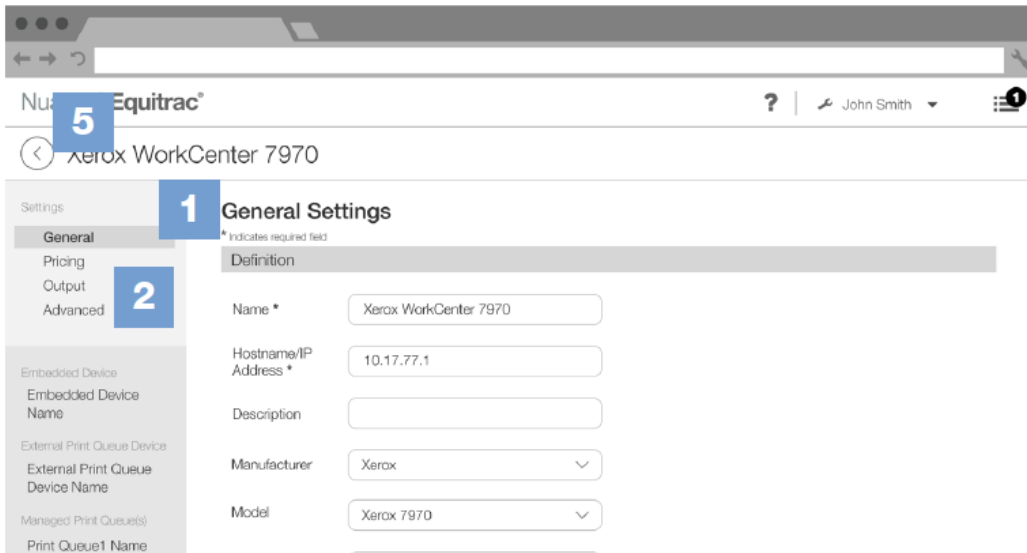 Equitrac®
5
?
John Smith
1
Xerox WorkCenter 7970
Settings
1
General Settings
* Indicates required field
General
Definition
Pricing
Output
Advanced
2
Name *
Xerox WorkCenter 7970
Hostname/IP
Address *
10.17.77.1
Description
Manufacturer
Xerox
Model
Xerox 7970
Embedded Device
Embedded Device
Name
External Print Queue Device
External Print Queue
Device Name
Managed Print Queue(s)
Print Queue1 Name